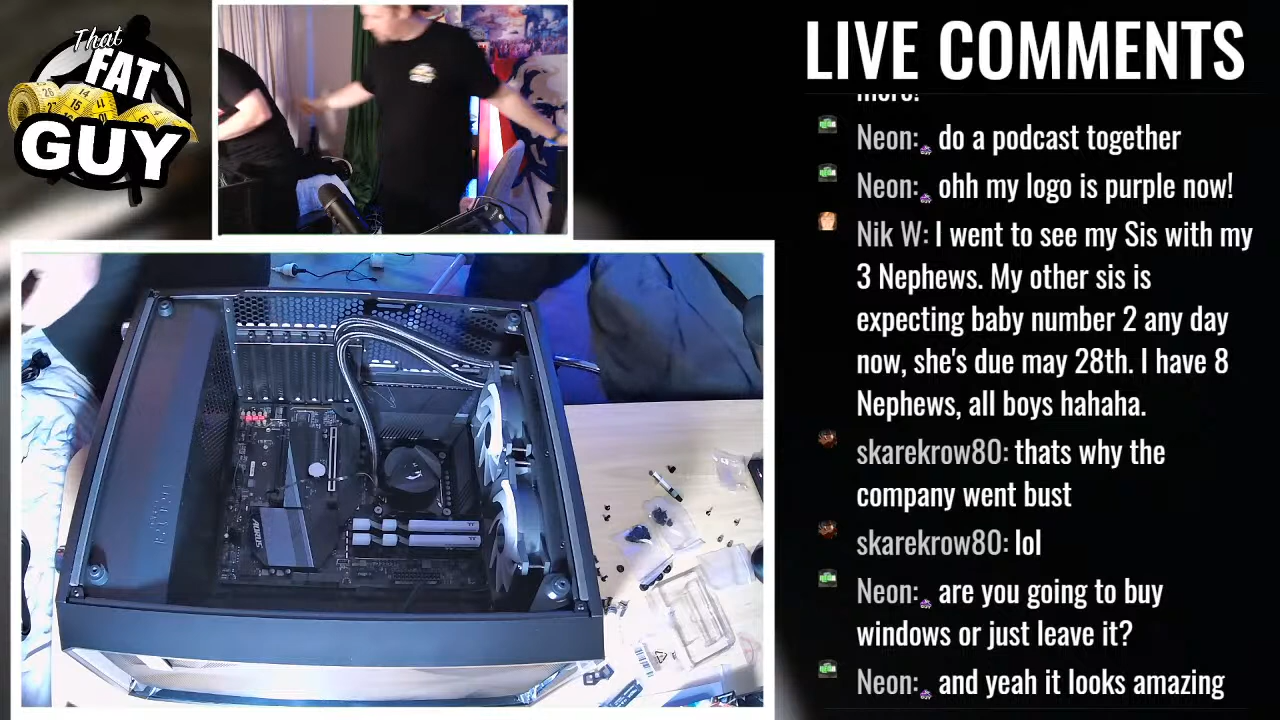 That
FAT
GUY
LIVE COMMENTS
more!
Neon: do a podcast together
Neon: ohh my logo is purple now!
Nik W: I went to see my Sis with my
3 Nephews. My other sis is
expecting baby number 2 any day
now, she's due may 28th. I have 8
Nephews, all boys hahaha.
skarekrow80: thats why the
company went bust
skarekrow80: lol
Neon: are you going to buy
windows or just leave it?
Neon: and yeah it looks amazing
AORUS